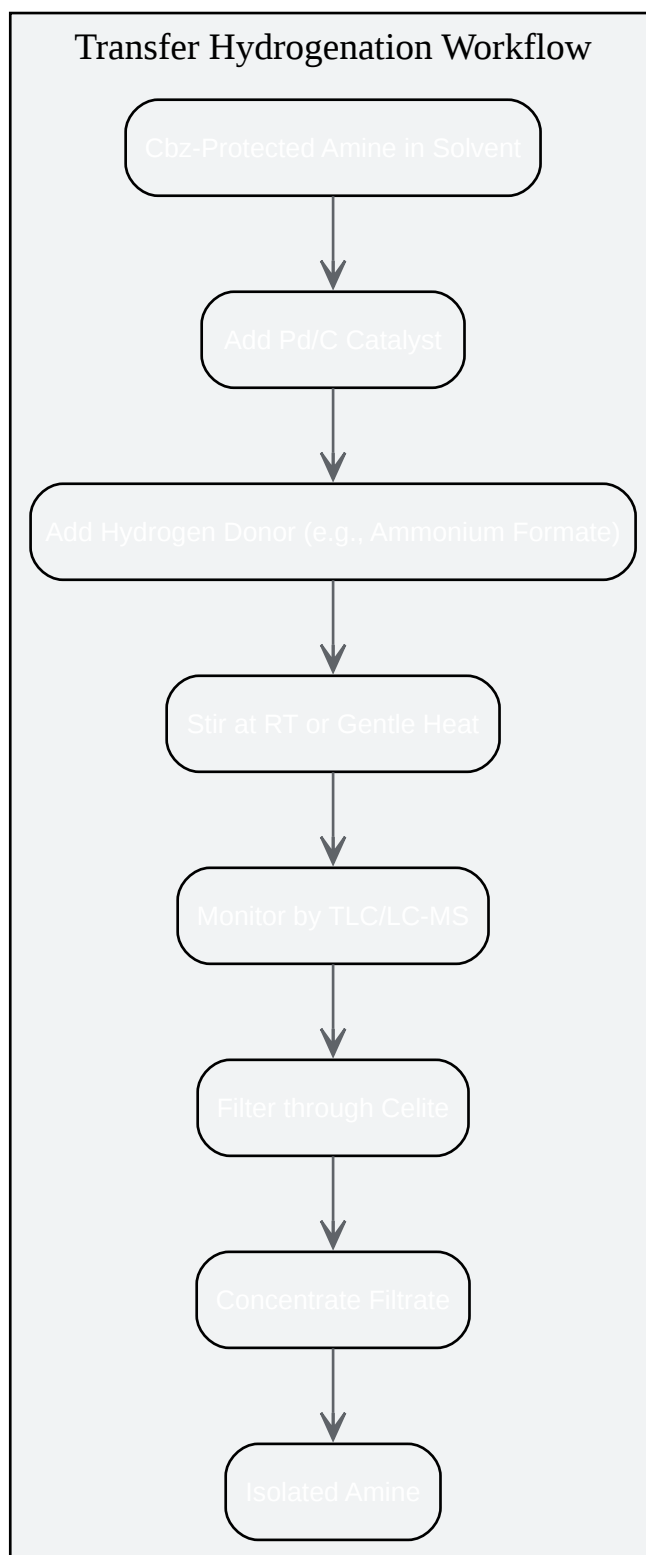 Transfer Hydrogenation Workflow
Cbz-Protected Amine in Solvent
Add Pd/C Catalyst
Add Hydrogen Donor (e.g., Ammonium Formate)
Stir at RT or Gentle Heat
Monitor by TLC/LC-MS
Filter through Celite
Concentrate Filtrate
Isolated Amine